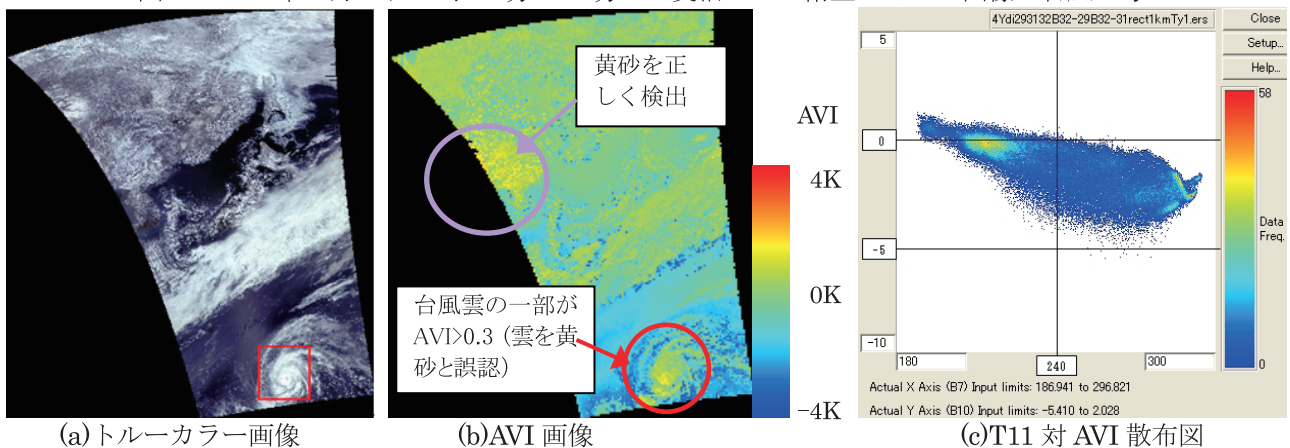 4Ydi293132B32-29B32-31rect1kmTy1.ers
Close
Setup...
Help...
5
0
-5
-10
180
240
300
58
Data
Freq.
0
AVI
Actual X Axis (B7) Input limits: 186.941 to 296.821
Actual Y Axis (B10) Input limits: -5.410 to 2.028
黄砂を正
しく検出
4K
0K
-4K
台風雲の一部が
AVI>0.3 (雲を黄
砂と誤認)
(a)トルーカラー画像
(b)AVI 画像
(c)T11 対 AVI 散布図